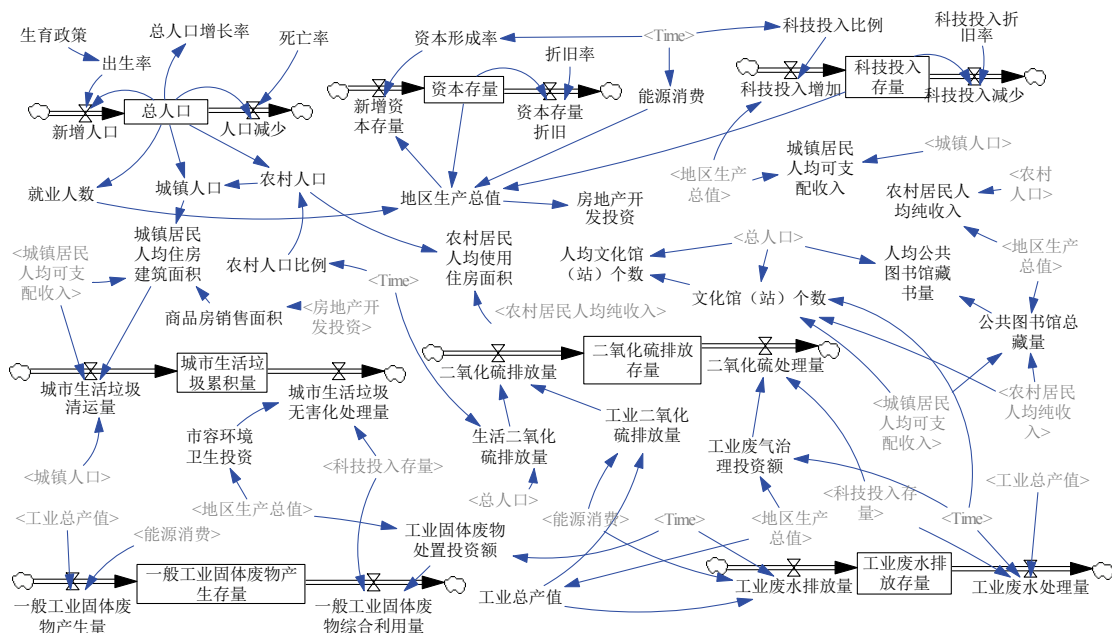 生育政策
总人口增长率
死亡率
出生率
新增人口
总人口
人口减少
就业人数
城镇人口
农村人口
资本形成率
<Time>
折旧率
新增资
本存量
资本存量
资本存量
折旧
能源消费
科技投入比例
科技投入折
旧率
科技投入增加
科技投入
存量
科技投入减少
地区生产总值
房地产开
发投资
<地区生产
总值>
城镇居民
人均可支
配收入
<城镇人口>
农村居民人
均纯收入
<农村
人口>
<地区生产
总值>
<城镇居民
人均可支
配收入>
城镇居民
人均住房
建筑面积
农村人口比例
商品房销售面积
<房地产开
发投资>
<Time>
农村居民
人均使用
住房面积
<农村居民人均纯收入>
人均文化馆
（站）个数
<总人口>
文化馆（站）个数
人均公共
图书馆藏
书量
公共图书馆总
藏量
城市生活垃圾
清运量
城市生活垃
圾累积量
城市生活垃圾
无害化处理量
市容环境
卫生投资
<城镇人口>
<科技投入存量>
<地区生产总值>
二氧化硫排放量
二氧化硫排放
存量
二氧化硫处理量
生活二氧化
硫排放量
<总人口>
工业二氧化
硫排放量
工业废气治
理投资额
<城镇居民
人均可支
配收入>
<农村居民
人均纯收
入>
<能源消费>
<Time>
<地区生产
总值>
<科技投入存
量>
<Time>
<工业总产值>
<工业总产值>
<能源消费>
一般工业固体废
物产生量
一般工业固体废物产
生存量
一般工业固体废
物综合利用量
工业固体废物
处置投资额
工业总产值
工业废水排放量
工业废水排
放存量
工业废水处理量